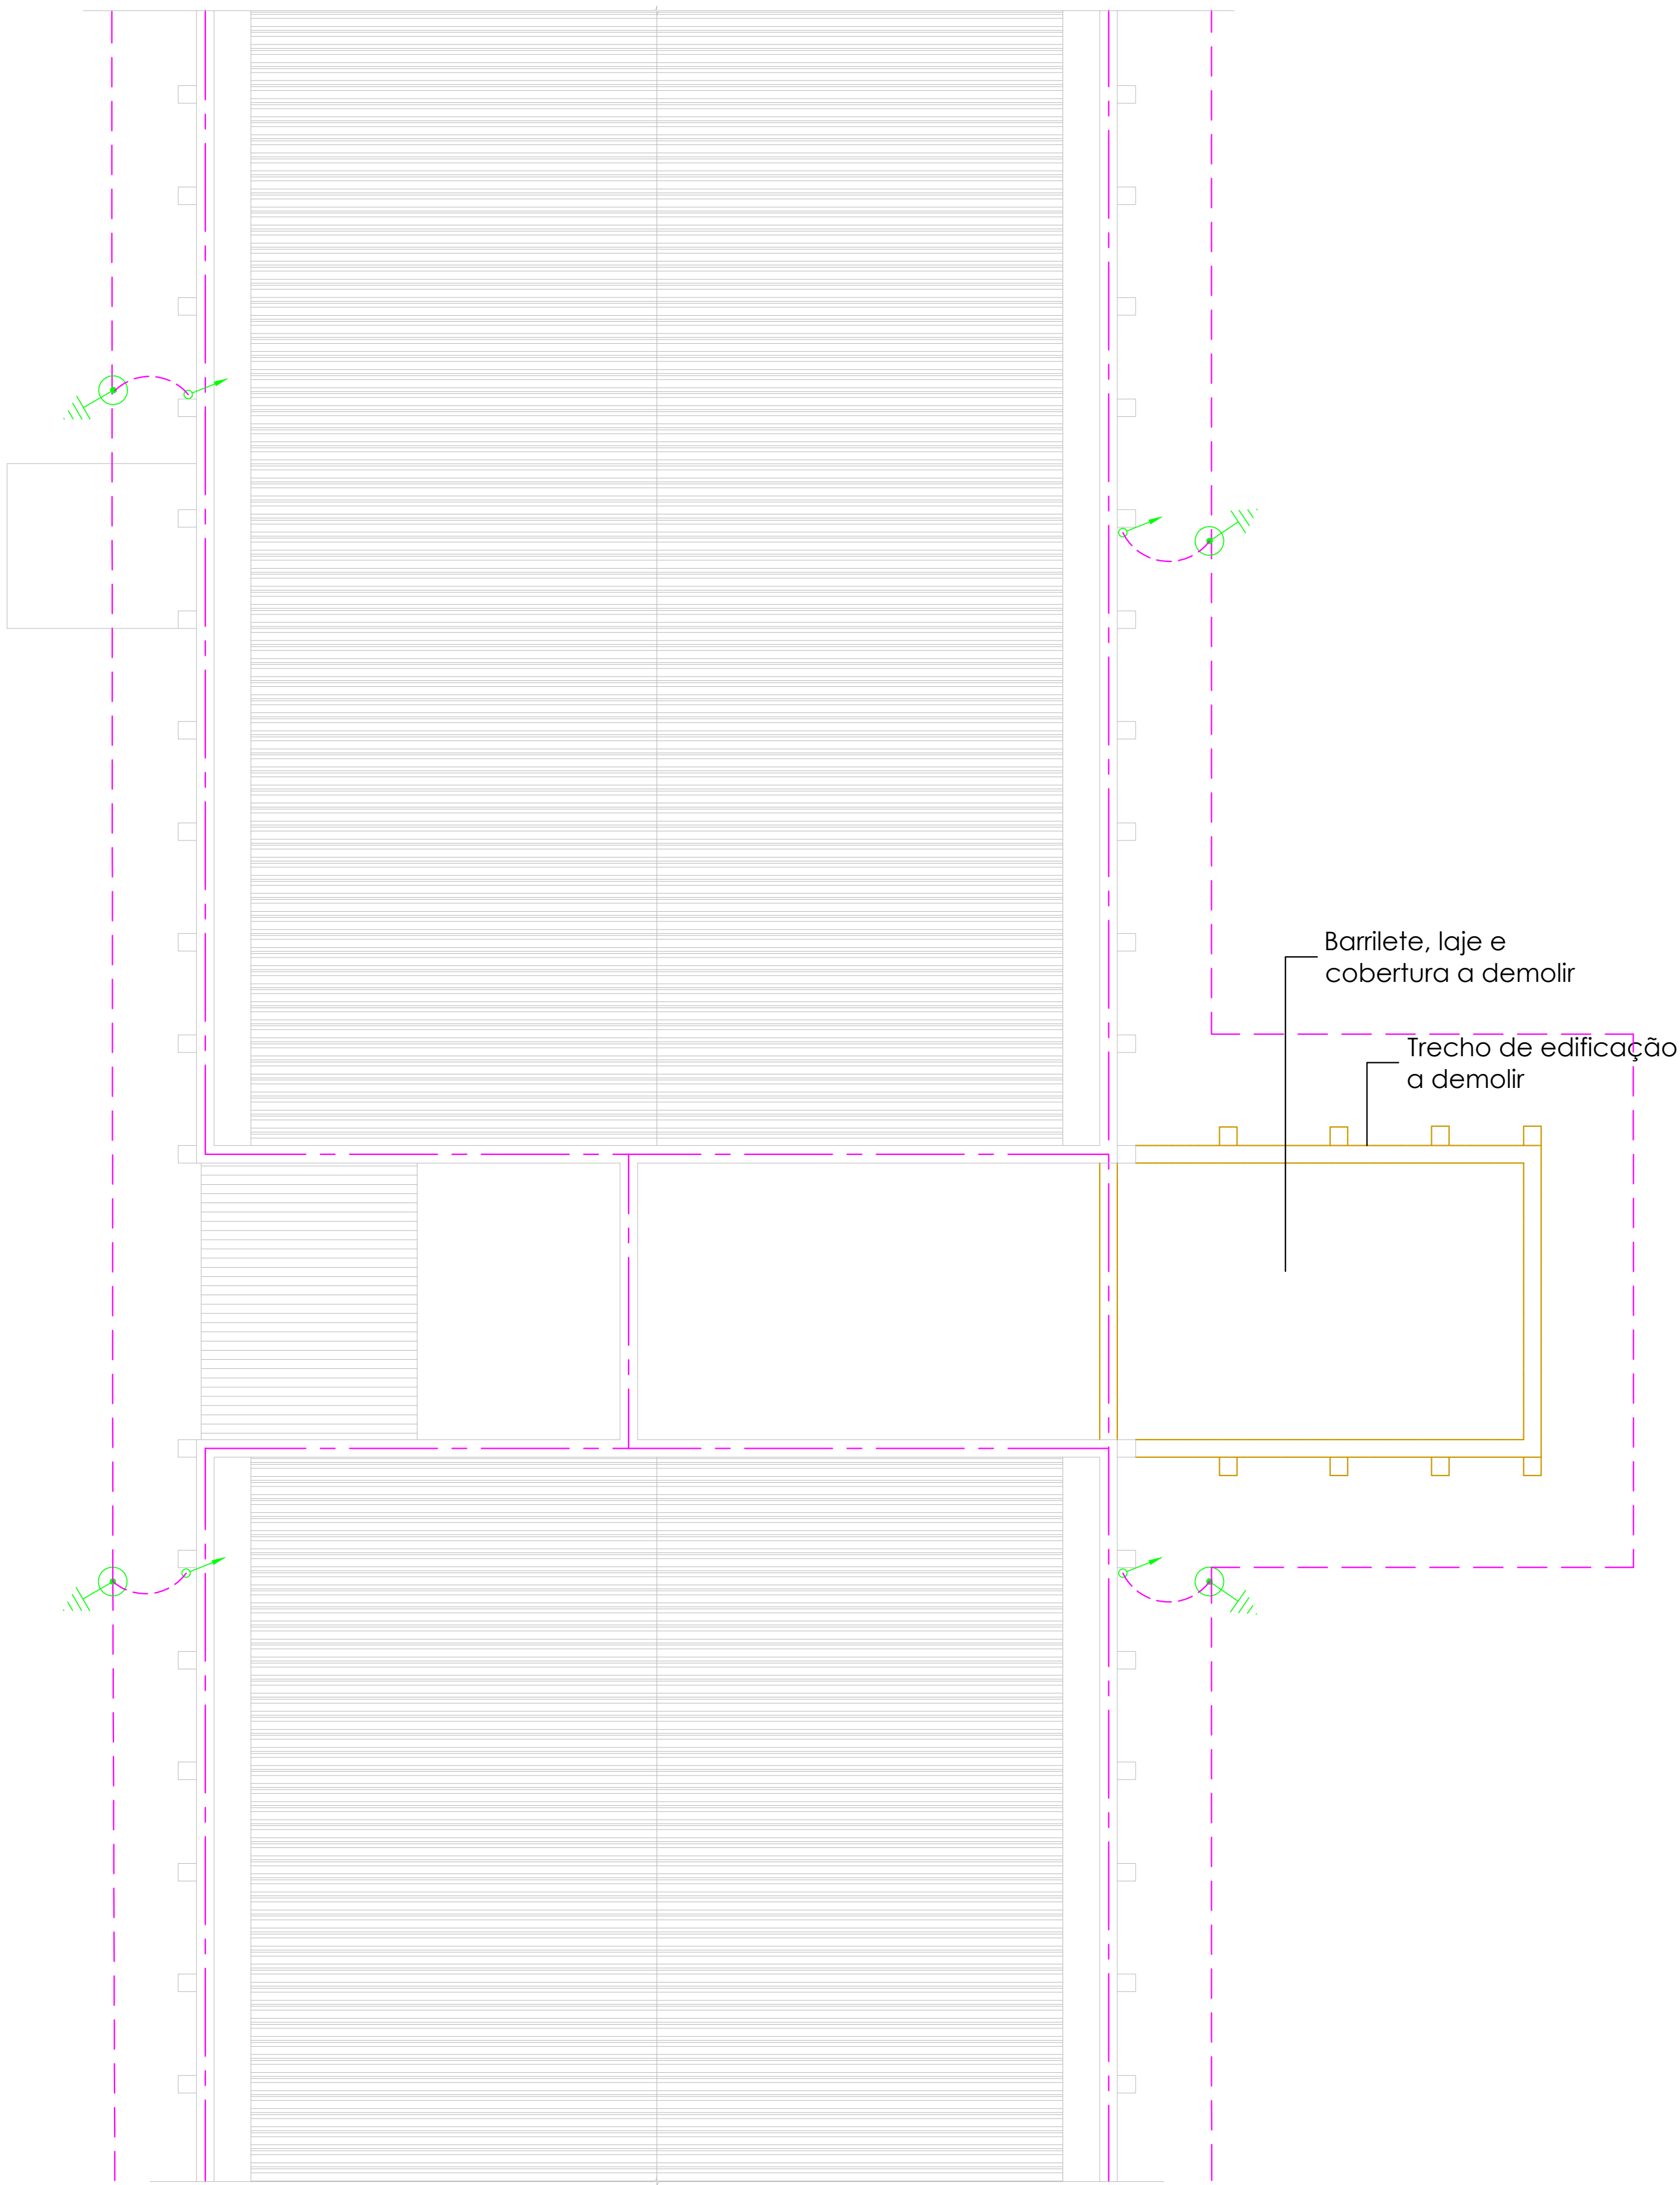 Barrilete, laje e
cobertura a demolir
Trecho de edificação
a demolir